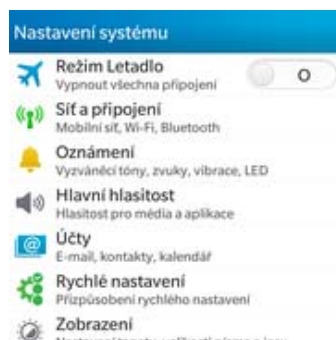 Nastavení systému
Režim Letadlo
Vypnout všechna připojení
Síť a připojení
Mobilní síť, Wi-Fi, Bluetooth
Oznámení
Vyzváněcí tóny, zvuky, vibrace, LED
Hlavní hlasitost
Hlasitost pro média a aplikace
Účty
E-mail, kontakty, kalendář
Rychlé nastavení
Přizpůsobení rychlého nastavení
Zobrazení